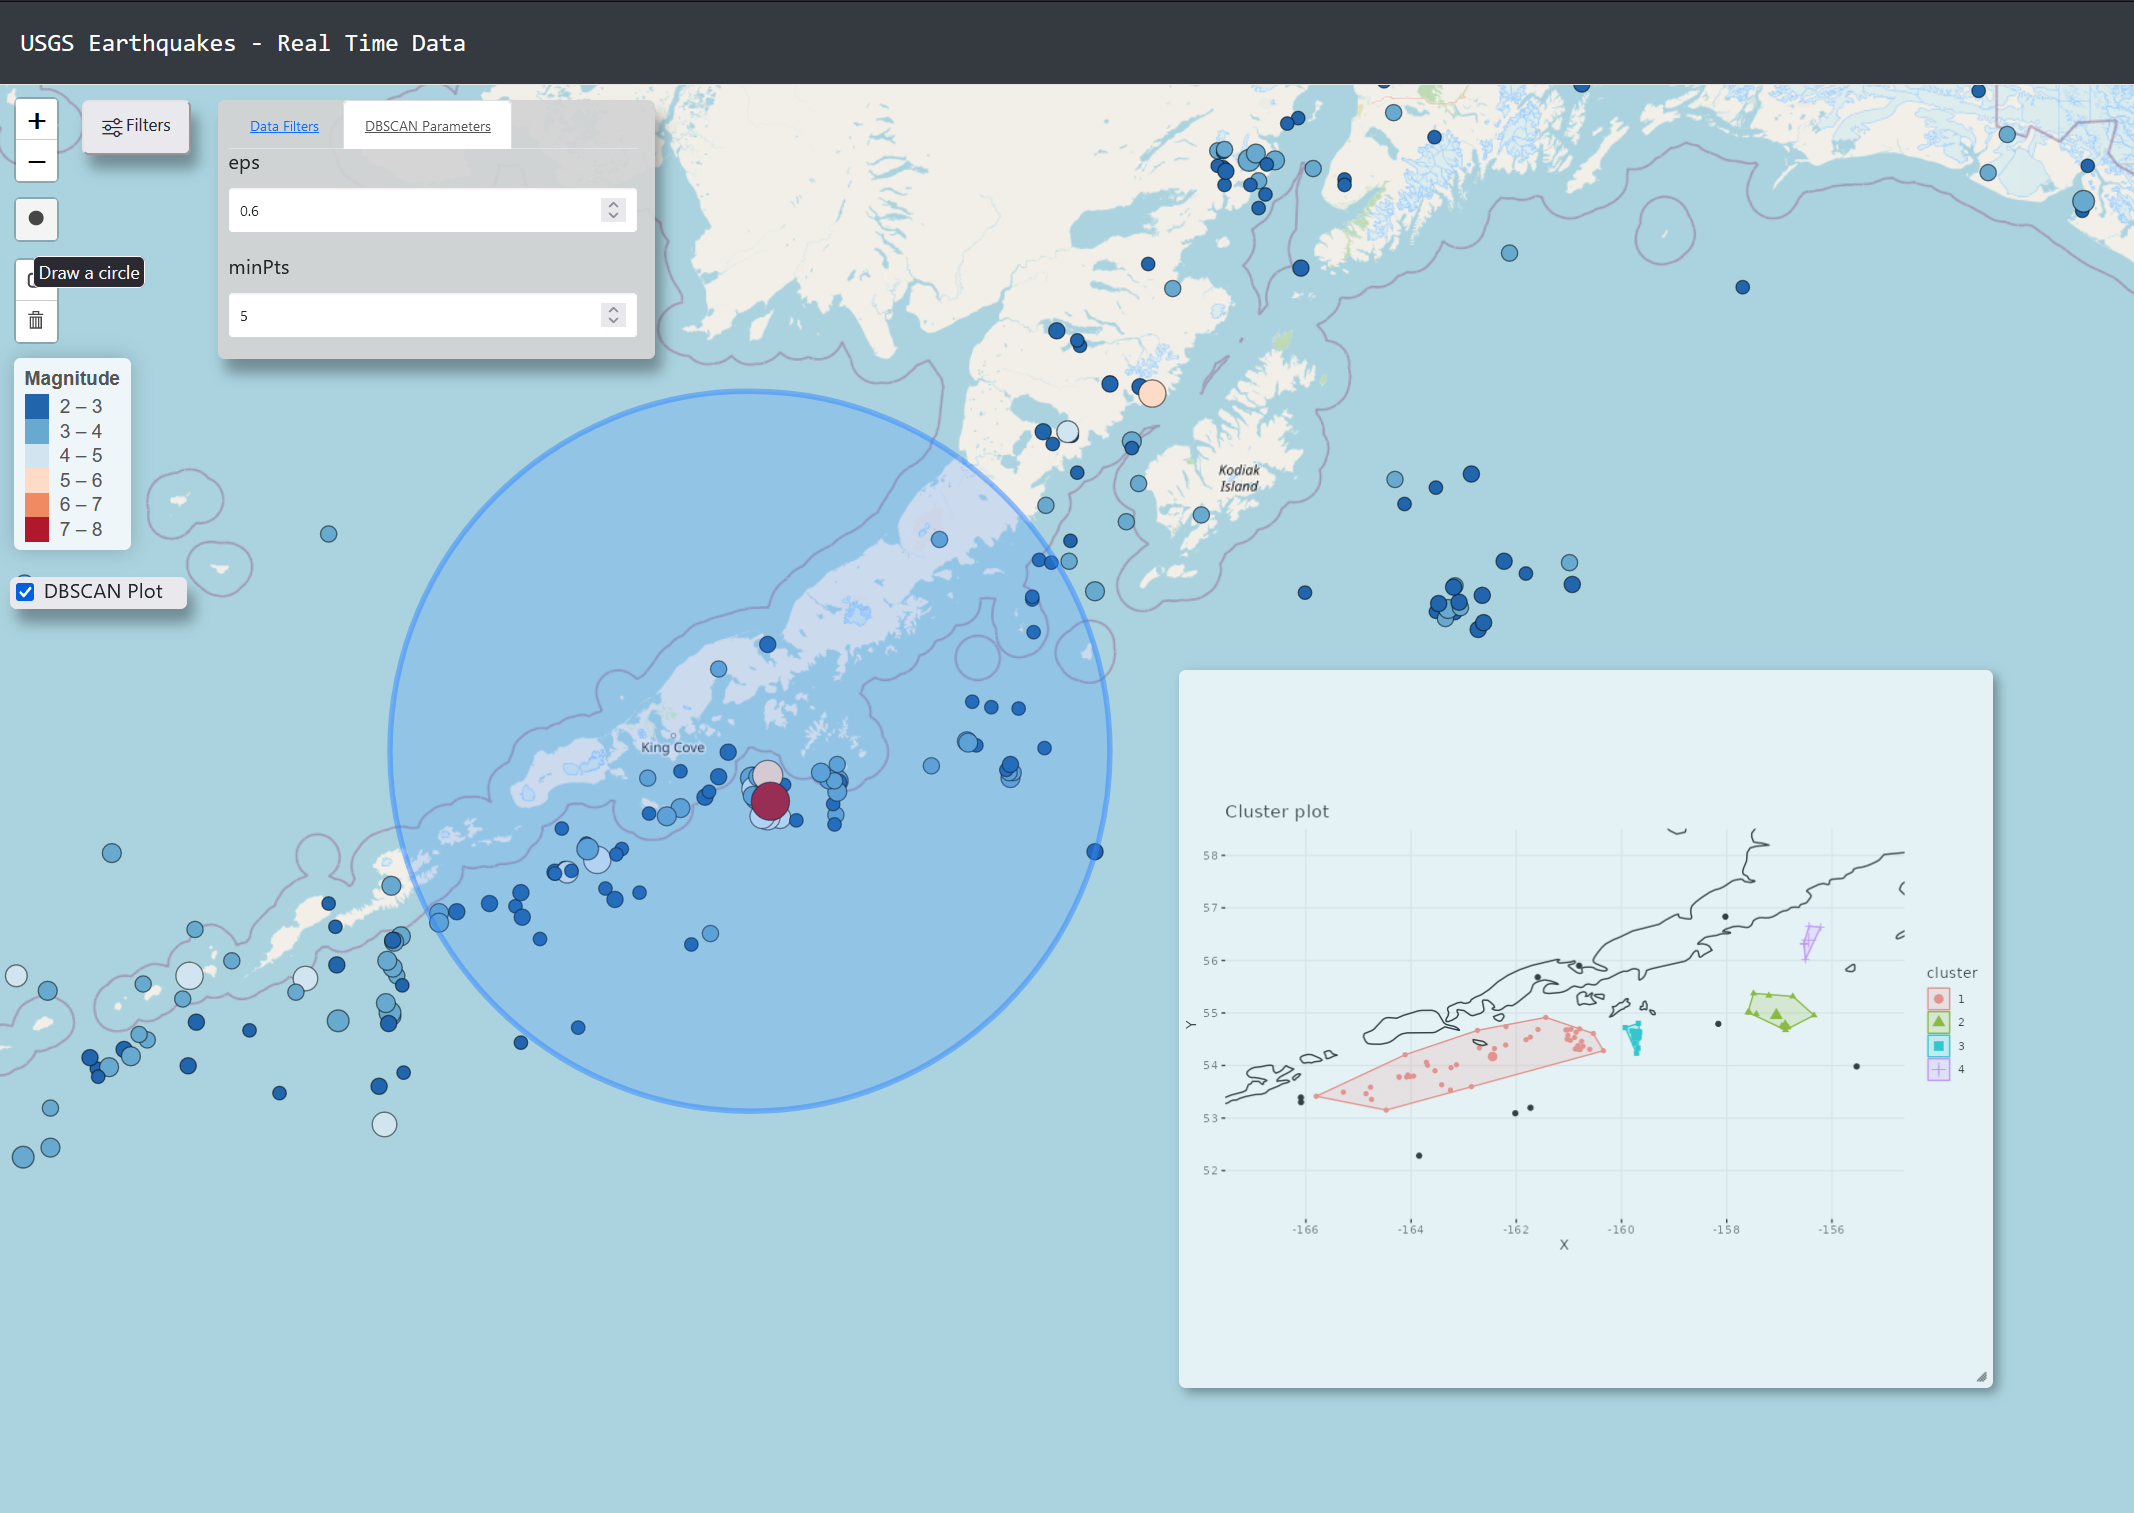 USGS Earthquakes - Real Time Data
+
−
Filters
Data Filters
DBSCAN Parameters
eps
0.6
minPts
5
Draw a circle
Magnitude
2 – 3
3 – 4
4 – 5
5 – 6
6 – 7
7 – 8
DBSCAN Plot
Kodiak
Island
King Cove
Cluster plot
58
57
56
55
54
53
52
Y
-166
-164
-162
-160
-158
-156
X
cluster
1
2
3
4